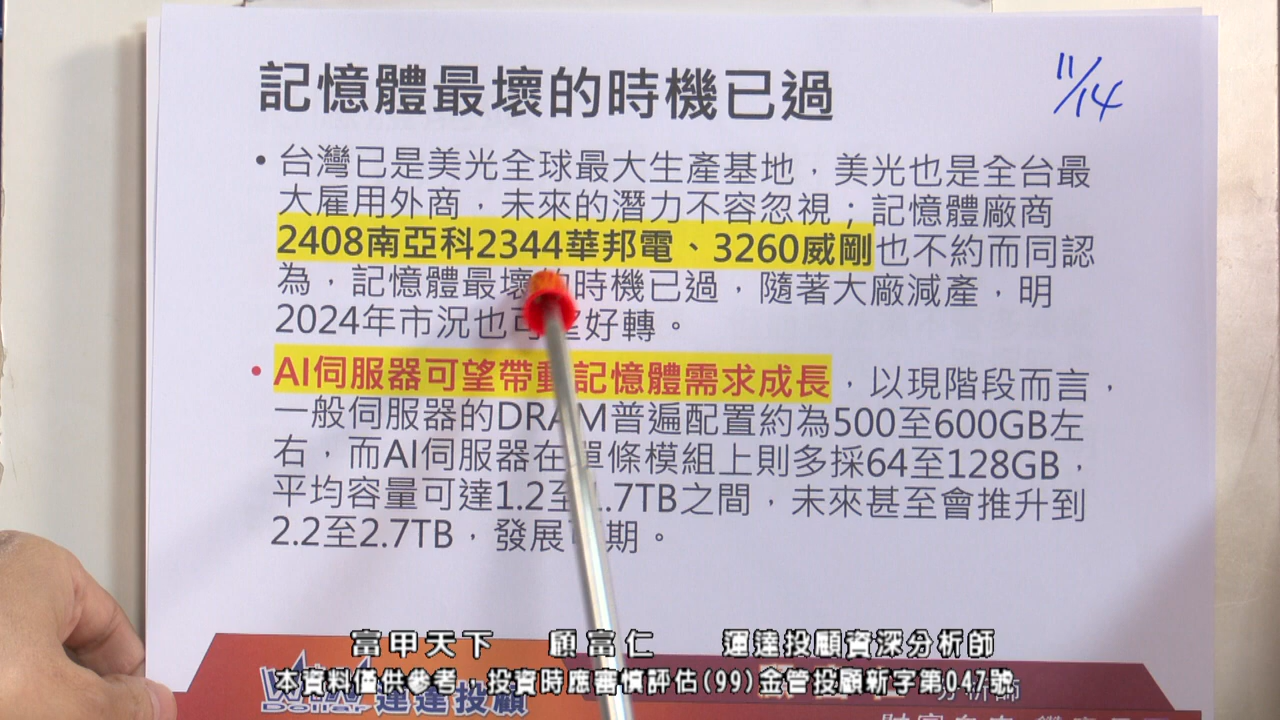 記憶體最壞的時機已過
11/14
•台灣已是美光全球最大生產基地，美光也是全台最
大雇用外商，未來的潛力不容忽視；記憶體廠商
2408南亞科2344華邦電、3260威剛也不約而同認
為，記憶體最壞的時機已過，隨著大廠減產，明
2024年市況也可望好轉。
•AI伺服器可望帶動記憶體需求成長，以現階段而言，
一般伺服器的DRAM普遍配置約為500至600GB左
右，而AI伺服器在單條模組上則多採64至128GB，
平均容量可達1.2至1.7TB之間，未來甚至會推升到
2.2至2.7TB，發展可期。
富甲天下 顧富仁 運達投顧資深分析師
本資料僅供參考，投資時應審慎評估(99)金管投顧新字第047號
Dollar 運達投顧